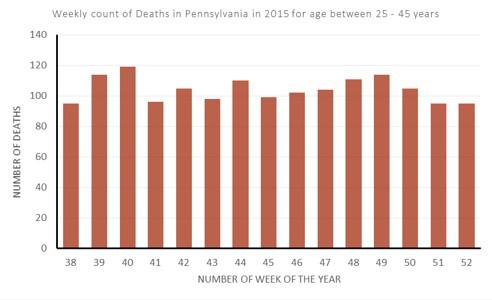 Weekly count of Deaths in Pennsylvania in 2015 for age between 25 - 45 years
140
120
100
80
60
40
20
0
NUMBER OF DEATHS
38 39 40 41 42 43 44 45 46 47 48 49 50 51 52
NUMBER OF WEEK OF THE YEAR